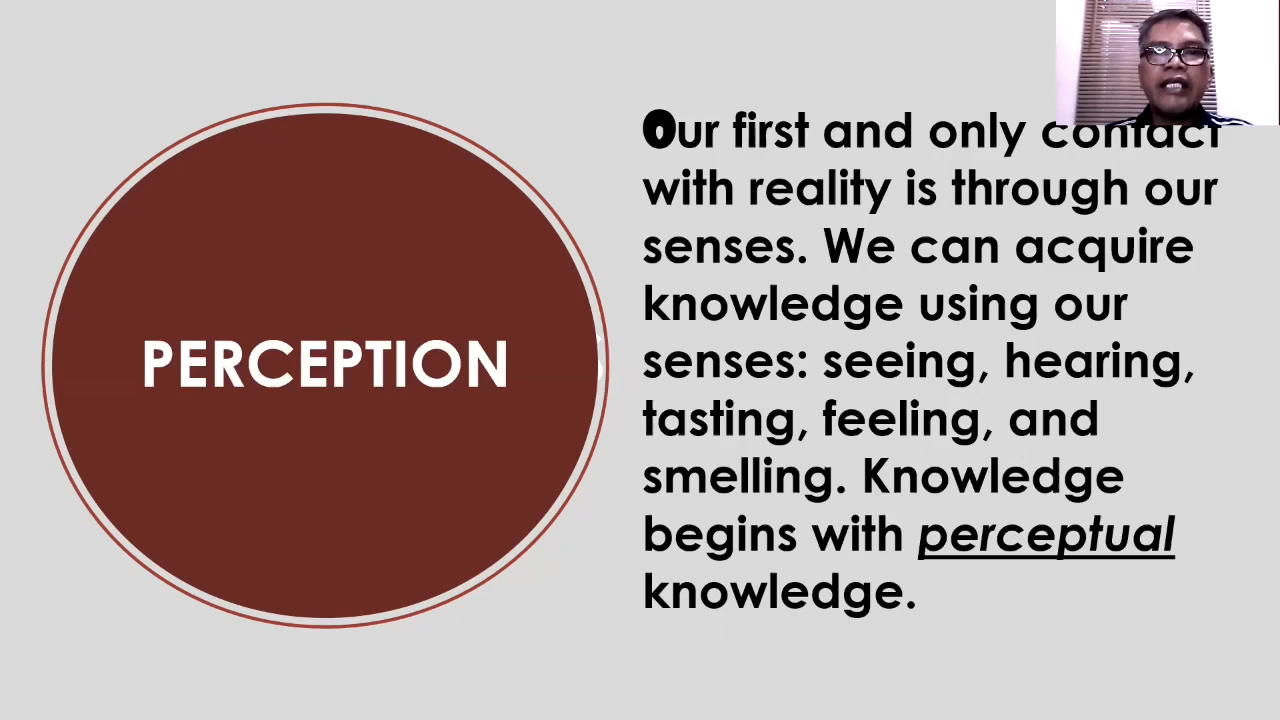 PERCEPTION
Our first and only contact
with reality is through our
senses. We can acquire
knowledge using our
senses: seeing, hearing,
tasting, feeling, and
smelling. Knowledge
begins with perceptual
knowledge.